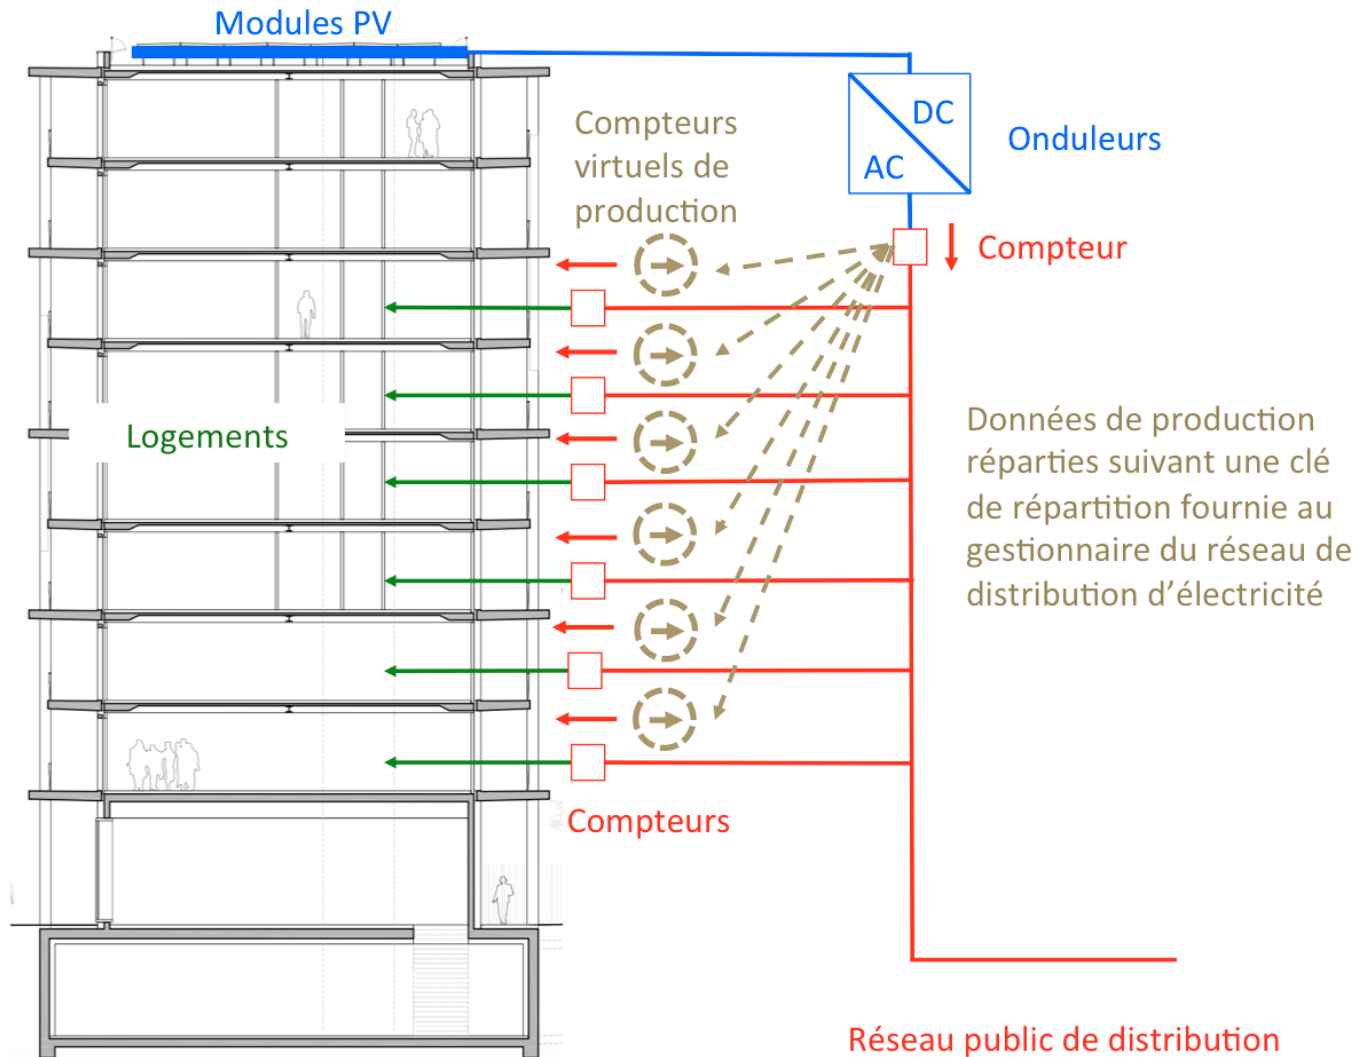 Modules PV
DC
AC
Onduleurs
Compteurs
virtuels de
production
Compteur
Logements
Données de production
réparties suivant une clé
de répartition fournie au
gestionnaire du réseau de
distribution d’électricité
Compteurs
Réseau public de distribution